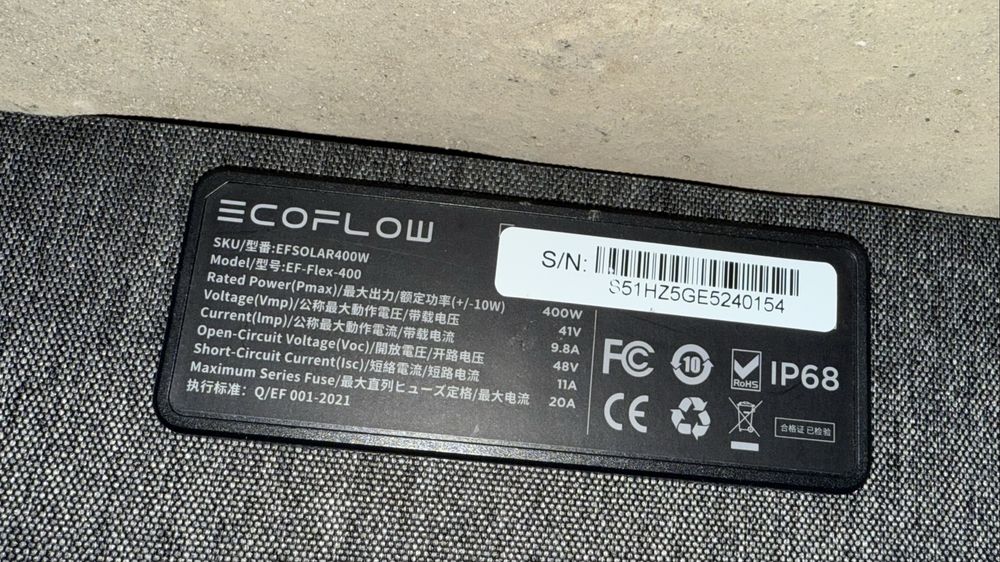 ECOFLOW
SKU/型番:EFSOLAR400W
Model/型号:EF-Flex-400
Rated Power(Pmax)/最大出力/额定功率(+/-10W) 400W
Voltage(Vmp)/公称最大動作電圧/带载电压 41V
Current(lmp)/公称最大動作電流/带载电流 9.8A
Open-Circuit Voltage(Voc)/開放電圧/开路电压 48V
Short-Circuit Current(Isc)/短絡電流/短路电流 11A
Maximum Series Fuse/最大直列ヒューズ定格/最大电流 20A
执行标准：Q/EF 001-2021
S/N:
S51HZ5GE5240154
FC 10 RoHS IP68
CE 合格证 已检验